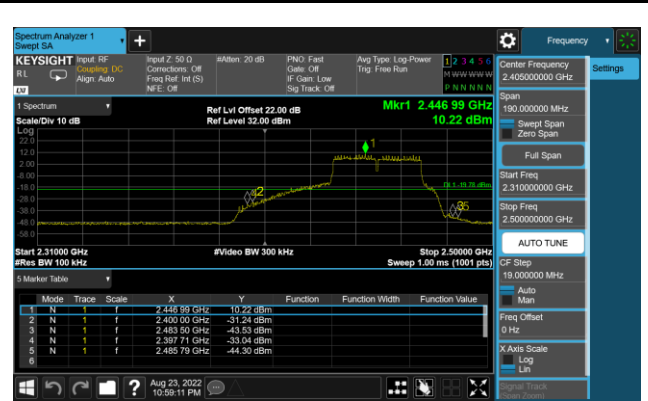 Spectrum Analyzer 1
Swept SA
Frequency
KEYSIGHT
RL
Input: RF
Coupling: DC
Align: Auto
Input Z: 50 Ω
Corrections: Off
Freq Ref: Int (S)
NFE: Off
#Atten: 20 dB
PNO: Fast
Gate: Off
IF Gain: Low
Sig Track: Off
Avg Type: Log-Power
Trig: Free Run
1 2 3 4 5 6
M W W W W W
P N N N N N
LXI
1 Spectrum
Scale/Div 10 dB
Ref Lvl Offset 22.00 dB
Ref Level 32.00 dBm
Mkr1 2.446 99 GHz
10.22 dBm
Log
22.0
12.0
2.00
-8.00
-18.0
-28.0
-38.0
-48.0
-58.0
1
2
DL1 -19.78 dBm
Start 2.31000 GHz
#Res BW 100 kHz
#Video BW 300 kHz
Stop 2.50000 GHz
Sweep 1.00 ms (1001 pts)
5 Marker Table
Mode Trace Scale X Y Function Function Width Function Value
1 N 1 f 2.446 99 GHz 10.22 dBm
2 N 1 f 2.400 00 GHz -31.24 dBm
3 N 1 f 2.483 50 GHz -43.53 dBm
4 N 1 f 2.397 71 GHz -33.04 dBm
5 N 1 f 2.485 79 GHz -44.30 dBm
6
Aug 23, 2022
10:59:11 PM
Center Frequency
2.405000000 GHz
Span
190.000000 MHz
Swept Span
Zero Span
Full Span
Start Freq
2.310000000 GHz
Stop Freq
2.500000000 GHz
AUTO TUNE
CF Step
19.000000 MHz
Auto
Man
Freq Offset
0 Hz
X Axis Scale
Log
Lin
Signal Track
(Span Zoom)
Settings